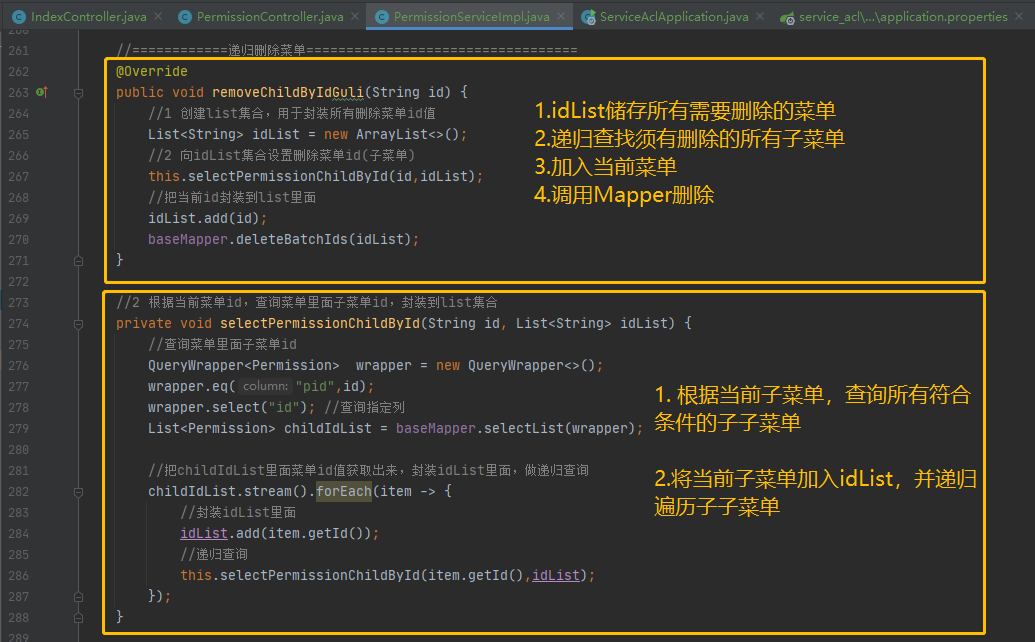 IndexController.java
PermissionController.java
PermissionServiceImpl.java
ServiceAclApplication.java
service_acl\...\application.properties
261 //============递归删除菜单==================================
262 @Override
263 public void removeChildByIdGuli(String id) {
264 //1 创建list集合，用于封装所有删除菜单id值
265 List<String> idList = new ArrayList<>();
266 //2 向idList集合设置删除菜单id(子菜单)
267 this.selectPermissionChildById(id,idList);
268 //把当前id封装到list里面
269 idList.add(id);
270 baseMapper.deleteBatchIds(idList);
271 }
272
1.idList储存所有需要删除的菜单
2.递归查找须有删除的所有子菜单
3.加入当前菜单
4.调用Mapper删除
273 //2 根据当前菜单id，查询菜单里面子菜单id，封装到list集合
274 private void selectPermissionChildById(String id, List<String> idList) {
275 //查询菜单里面子菜单id
276 QueryWrapper<Permission>  wrapper = new QueryWrapper<>();
277 wrapper.eq( column: "pid",id);
278 wrapper.select("id"); //查询指定列
279 List<Permission> childIdList = baseMapper.selectList(wrapper);
280
281 //把childIdList里面菜单id值获取出来，封装idList里面，做递归查询
282 childIdList.stream().forEach(item -> {
283 //封装idList里面
284 idList.add(item.getId());
285 //递归查询
286 this.selectPermissionChildById(item.getId(),idList);
287 });
288 }
289
1. 根据当前子菜单，查询所有符合
条件的子子菜单
2.将当前子菜单加入idList，并递归
遍历子子菜单